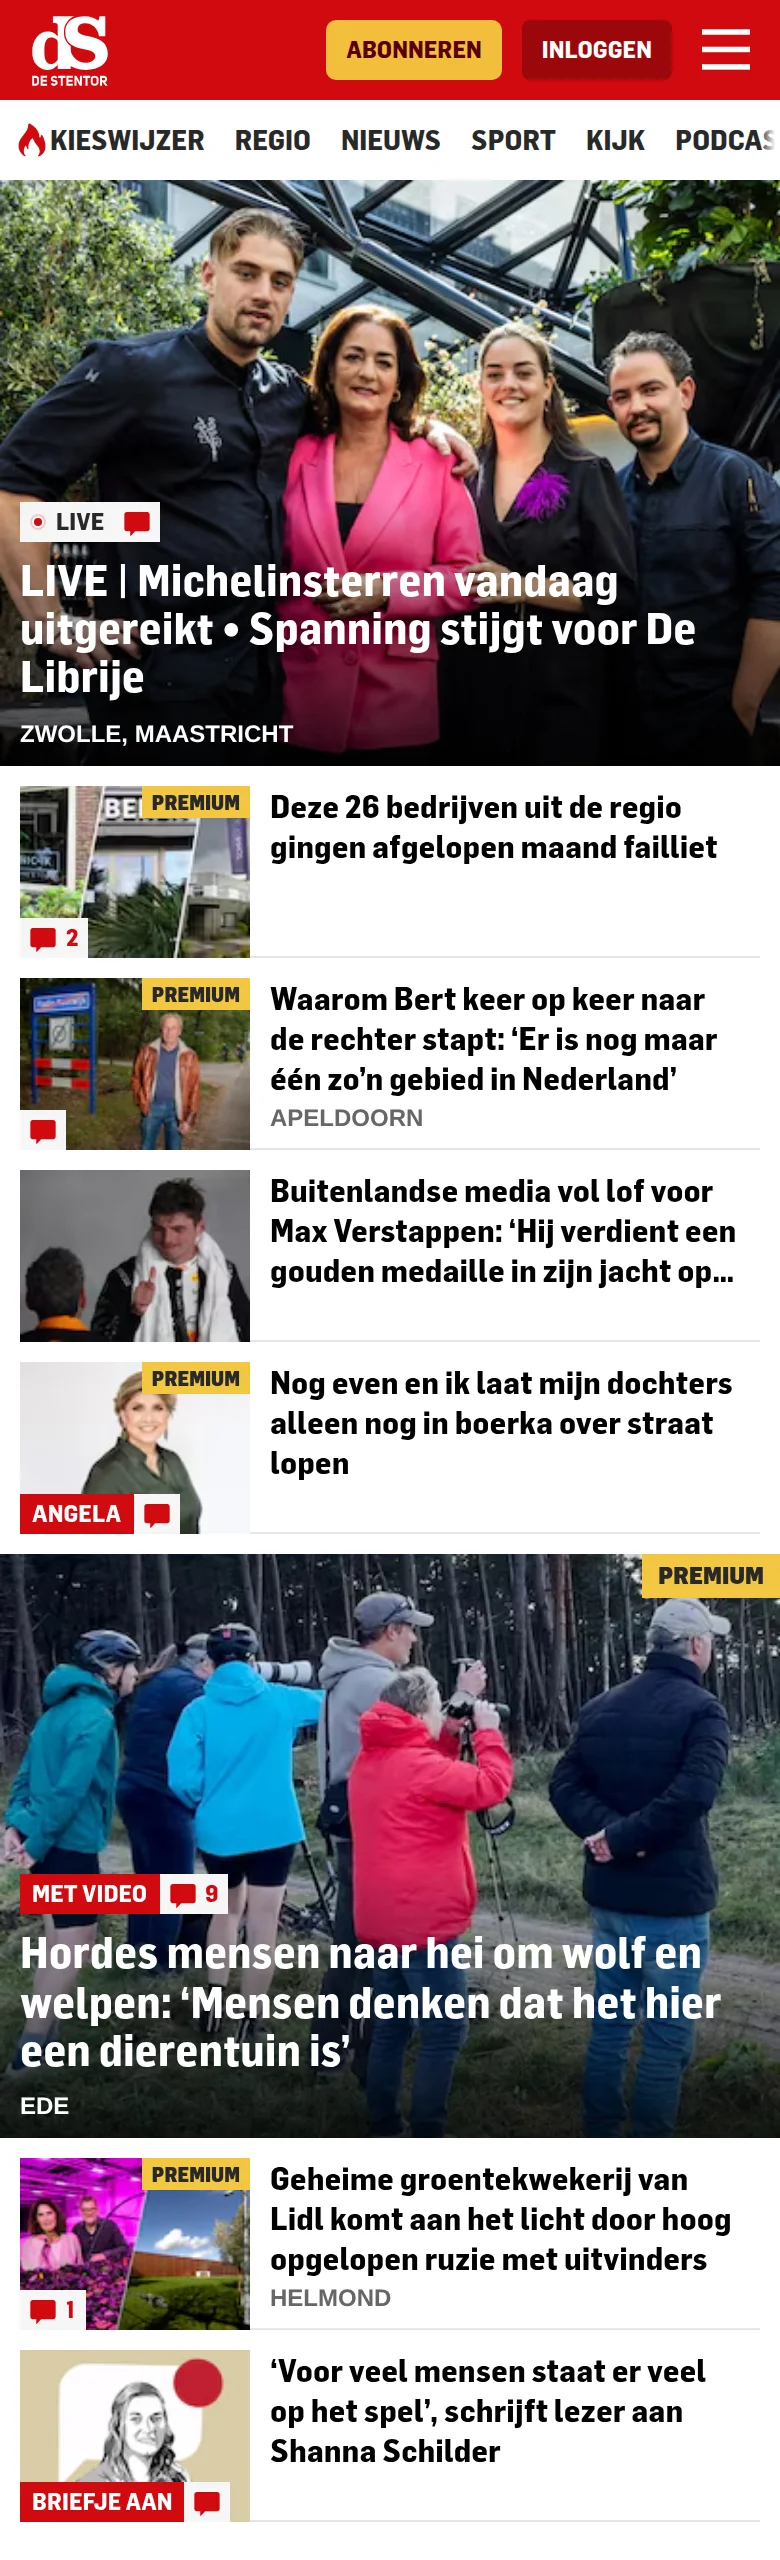 dS
DE STENTOR
ABONNEREN
INLOGGEN
KIESWIJZER REGIO NIEUWS SPORT KIJK PODCAS
LIVE
LIVE | Michelinsterren vandaag
uitgereikt • Spanning stijgt voor De
Librije
ZWOLLE, MAASTRICHT
PREMIUM
2
Deze 26 bedrijven uit de regio
gingen afgelopen maand failliet
PREMIUM
Waarom Bert keer op keer naar
de rechter stapt: ‘Er is nog maar
één zo’n gebied in Nederland’
APELDOORN
Buitenlandse media vol lof voor
Max Verstappen: ‘Hij verdient een
gouden medaille in zijn jacht op...
PREMIUM
ANGELA
Nog even en ik laat mijn dochters
alleen nog in boerka over straat
lopen
PREMIUM
MET VIDEO 9
Hordes mensen naar hei om wolf en
welpen: ‘Mensen denken dat het hier
een dierentuin is’
EDE
PREMIUM
1
Geheime groentekwekerij van
Lidl komt aan het licht door hoog
opgelopen ruzie met uitvinders
HELMOND
BRIEFJE AAN
‘Voor veel mensen staat er veel
op het spel’, schrijft lezer aan
Shanna Schilder